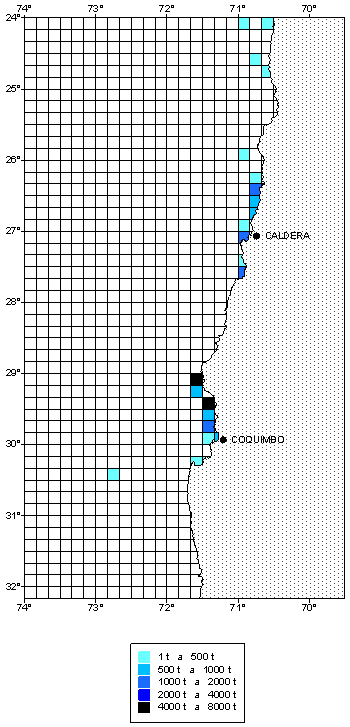 74° 73° 72° 71° 70°
24°
25°
26°
27°
CALDERA
28°
29°
30°
COQUIMBO
31°
32°
74° 73° 72° 71° 70°
1 t a 500 t
500 t a 1000 t
1000 t a 2000 t
2000 t a 4000 t
4000 t a 8000 t